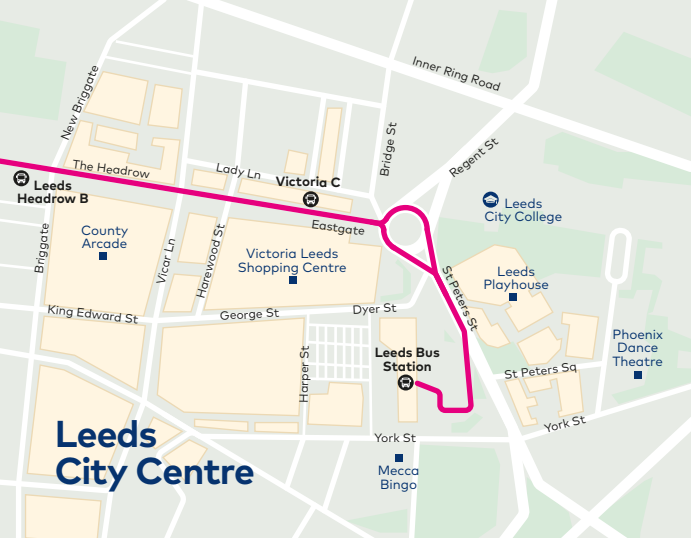 Inner Ring Road
New Briggate
Bridge St
Regent St
The Headrow
Lady Ln
Victoria C
Leeds
Headrow B
Leeds
City College
Eastgate
County
Arcade
Briggate
Vicar Ln
Harewood St
Victoria Leeds
Shopping Centre
St Peters St
Leeds
Playhouse
King Edward St
George St
Dyer St
Phoenix
Dance
Theatre
Harper St
Leeds Bus
Station
St Peters Sq
York St
York St
Leeds
City Centre
Mecca
Bingo